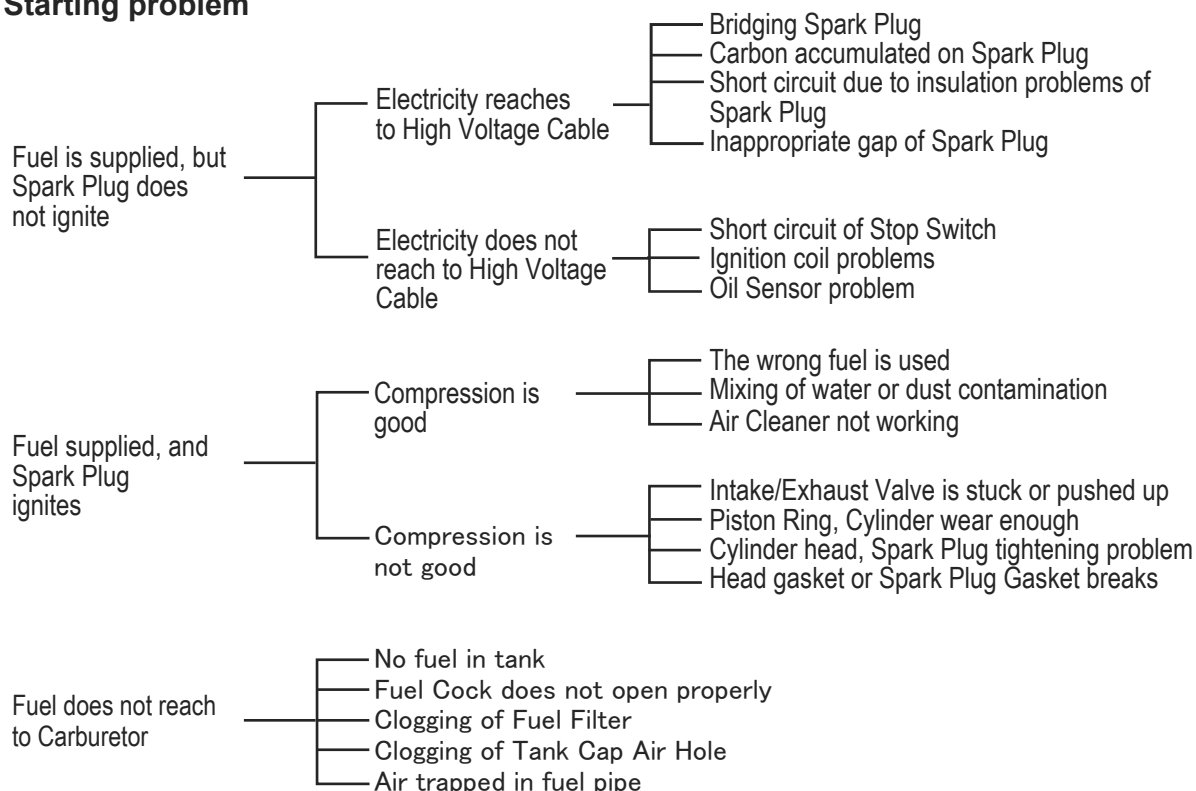 Starting problem
Fuel is supplied, but
Spark Plug does
not ignite
Electricity reaches
to High Voltage Cable
Bridging Spark Plug
Carbon accumulated on Spark Plug
Short circuit due to insulation problems of
Spark Plug
Inappropriate gap of Spark Plug
Electricity does not
reach to High Voltage
Cable
Short circuit of Stop Switch
Ignition coil problems
Oil Sensor problem
Fuel supplied, and
Spark Plug
ignites
Compression is
good
The wrong fuel is used
Mixing of water or dust contamination
Air Cleaner not working
Compression is
not good
Intake/Exhaust Valve is stuck or pushed up
Piston Ring, Cylinder wear enough
Cylinder head, Spark Plug tightening problem
Head gasket or Spark Plug Gasket breaks
Fuel does not reach
to Carburetor
No fuel in tank
Fuel Cock does not open properly
Clogging of Fuel Filter
Clogging of Tank Cap Air Hole
Air trapped in fuel pipe